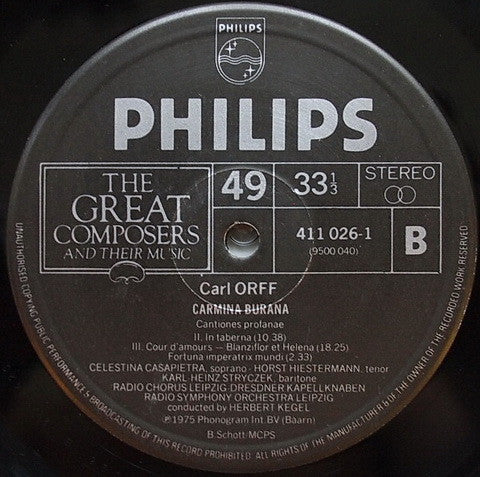 PHILIPS
PHILIPS
THE
GREAT
COMPOSERS
AND THEIR MUSIC
49
33 1/3
STEREO
411 026-1
(9500 040)
B
Carl ORFF
CARMINA BURANA
Cantiones profanae
II. In taberna (10.38)
III. Cour d'amours – Blanziflor et Helena (18.25)
Fortuna imperatrix mundi (2.33)
CELESTINA CASAPIETRA, soprano · HORST HIESTERMANN, tenor
KARL HEINZ STRYCZEK, baritone
RADIO CHORUS LEIPZIG · DRESDNER KAPELLKNABEN
RADIO SYMPHONY ORCHESTRA LEIPZIG
conducted by HERBERT KEGEL
℗ 1975 Phonogram Int. BV (Baarn)
B. Schott-MCPS
UNAUTHORISED COPYING PUBLIC PERFORMANCES BROADCASTING OF THIS RECORD PROHIBITED. ALL RIGHTS OF THE MANUFACTURER & OF THE OWNER OF THE RECORDED WORK RESERVED.